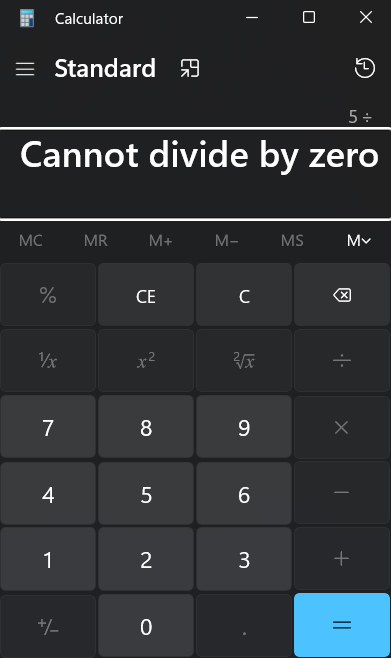 Calculator
Standard
5 ÷
Cannot divide by zero
MC MR M+ M− MS M
% CE C
¹/x x² ²√x ÷
7 8 9 ×
4 5 6 −
1 2 3 +
+/− 0 . =